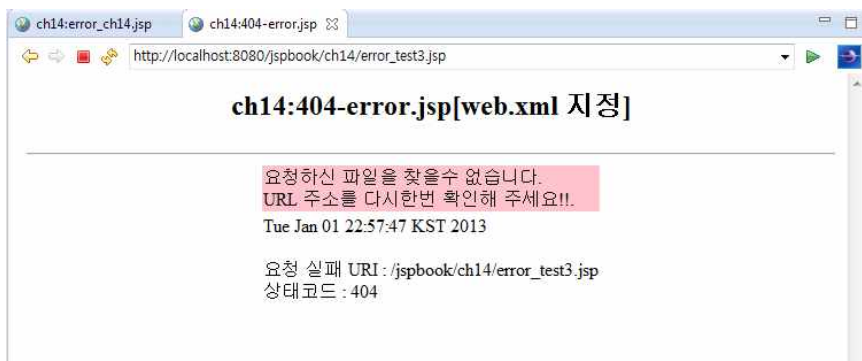 ch14:error_ch14.jsp
ch14:404-error.jsp
http://localhost:8080/jspbook/ch14/error_test3.jsp
ch14:404-error.jsp[web.xml 지정]
요청하신 파일을 찾을수 없습니다.
URL 주소를 다시한번 확인해 주세요!!.
Tue Jan 01 22:57:47 KST 2013
요청 실패 URI : /jspbook/ch14/error_test3.jsp
상태코드 : 404